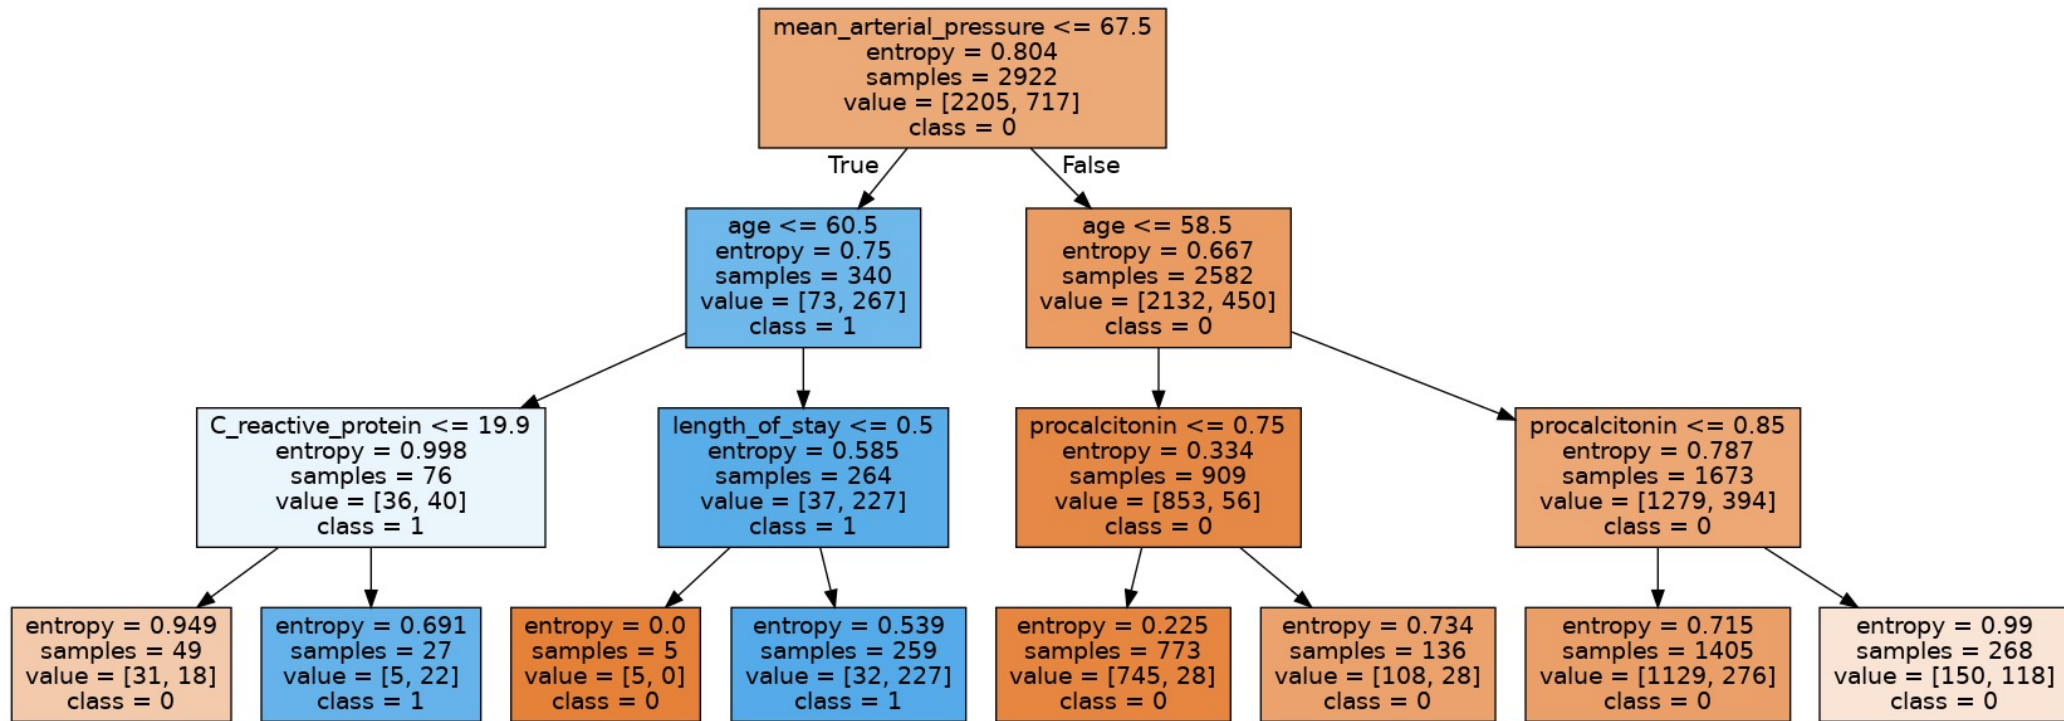 mean_arterial_pressure <= 67.5
entropy = 0.804
samples = 2922
value = [2205, 717]
class = 0
True
False
age <= 60.5
entropy = 0.75
samples = 340
value = [73, 267]
class = 1
age <= 58.5
entropy = 0.667
samples = 2582
value = [2132, 450]
class = 0
C_reactive_protein <= 19.9
entropy = 0.998
samples = 76
value = [36, 40]
class = 1
length_of_stay <= 0.5
entropy = 0.585
samples = 264
value = [37, 227]
class = 1
procalcitonin <= 0.75
entropy = 0.334
samples = 909
value = [853, 56]
class = 0
procalcitonin <= 0.85
entropy = 0.787
samples = 1673
value = [1279, 394]
class = 0
entropy = 0.949
samples = 49
value = [31, 18]
class = 0
entropy = 0.691
samples = 27
value = [5, 22]
class = 1
entropy = 0.0
samples = 5
value = [5, 0]
class = 0
entropy = 0.539
samples = 259
value = [32, 227]
class = 1
entropy = 0.225
samples = 773
value = [745, 28]
class = 0
entropy = 0.734
samples = 136
value = [108, 28]
class = 0
entropy = 0.715
samples = 1405
value = [1129, 276]
class = 0
entropy = 0.99
samples = 268
value = [150, 118]
class = 0